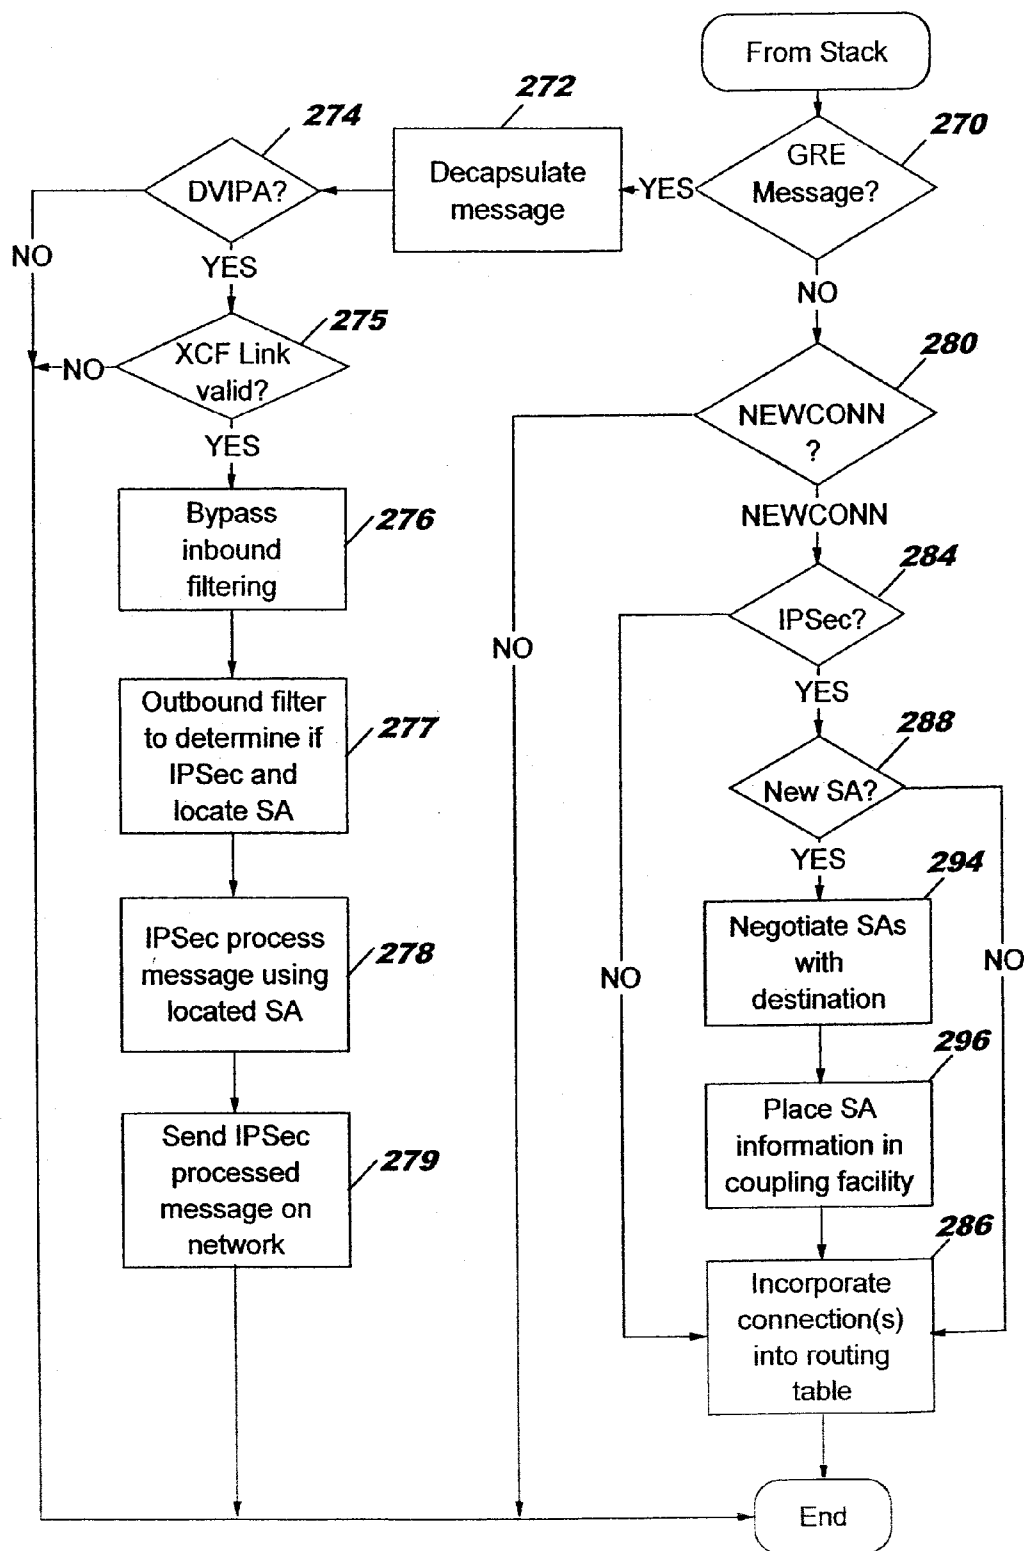 From Stack
270
GRE
Message?
YES
272
Decapsulate
message
274
DVIPA?
NO
YES
275
XCF Link
valid?
NO
YES
276
Bypass
inbound
filtering
277
Outbound filter
to determine if
IPSec and
locate SA
278
IPSec process
message using
located SA
279
Send IPSec
processed
message on
network
NO
280
NEWCONN
?
NO
NEWCONN
284
IPSec?
NO
YES
288
New SA?
NO
YES
294
Negotiate SAs
with
destination
296
Place SA
information in
coupling facility
286
Incorporate
connection(s)
into routing
table
End